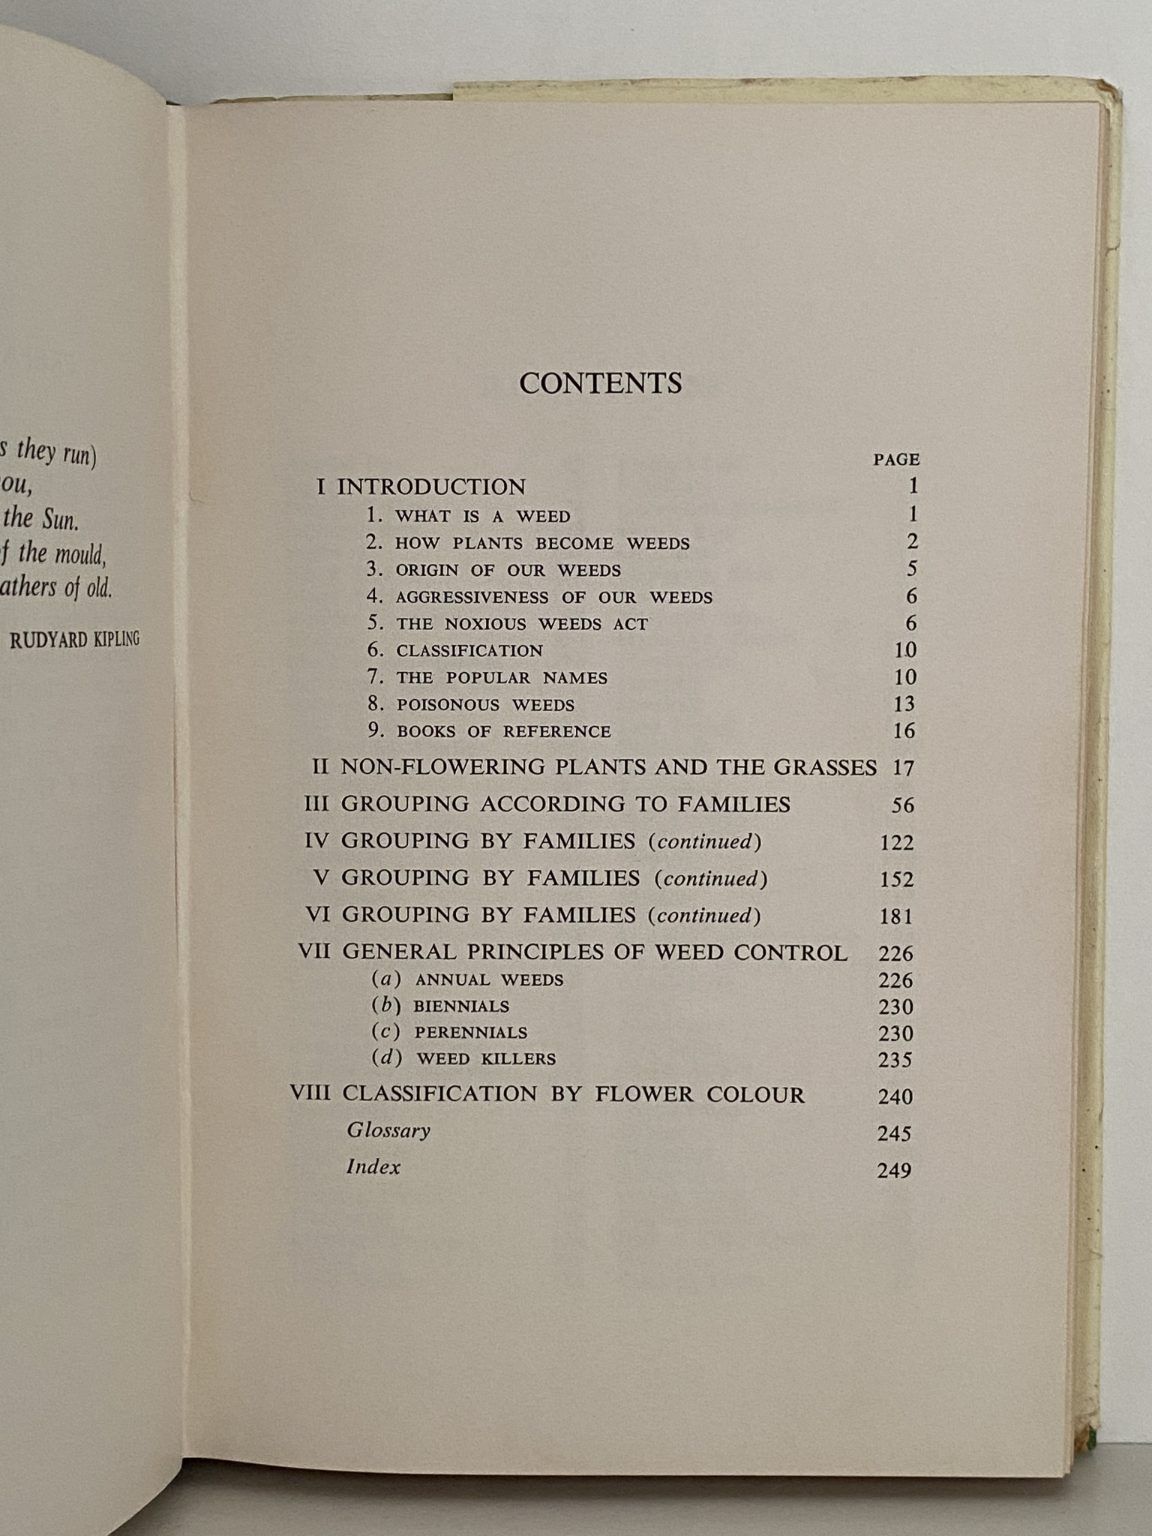 s they run)
ou,
the Sun.
f the mould,
athers of old.
RUDYARD KIPLING
CONTENTS
PAGE
I INTRODUCTION 1
1. WHAT IS A WEED 1
2. HOW PLANTS BECOME WEEDS 2
3. ORIGIN OF OUR WEEDS 5
4. AGGRESSIVENESS OF OUR WEEDS 6
5. THE NOXIOUS WEEDS ACT 6
6. CLASSIFICATION 10
7. THE POPULAR NAMES 10
8. POISONOUS WEEDS 13
9. BOOKS OF REFERENCE 16
II NON-FLOWERING PLANTS AND THE GRASSES 17
III GROUPING ACCORDING TO FAMILIES 56
IV GROUPING BY FAMILIES (continued) 122
V GROUPING BY FAMILIES (continued) 152
VI GROUPING BY FAMILIES (continued) 181
VII GENERAL PRINCIPLES OF WEED CONTROL 226
(a) ANNUAL WEEDS 226
(b) BIENNIALS 230
(c) PERENNIALS 230
(d) WEED KILLERS 235
VIII CLASSIFICATION BY FLOWER COLOUR 240
Glossary 245
Index 249